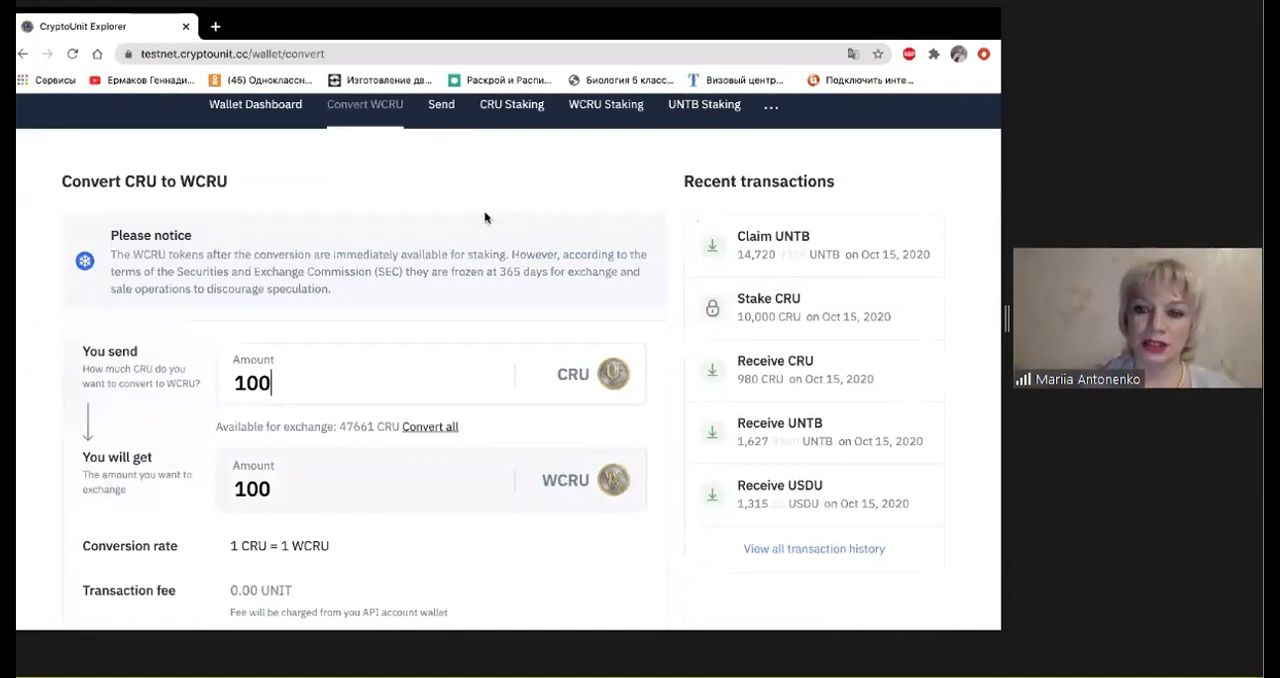 CryptoUnit Explorer
testnet.cryptounit.cc/wallet/convert
Сервисы
Ермаков Геннади...
(45) Одноклассн...
Изготовление дв...
Раскрой и Распи...
Биология 5 класс...
Визовый центр...
Подключить инте...
Wallet Dashboard
Convert WCRU
Send
CRU Staking
WCRU Staking
UNTB Staking
...
Convert CRU to WCRU
Please notice
The WCRU tokens after the conversion are immediately available for staking. However, according to the
terms of the Securities and Exchange Commission (SEC) they are frozen at 365 days for exchange and
sale operations to discourage speculation.
You send
How much CRU do you
want to convert to WCRU?
Amount
100
CRU
Available for exchange: 47661 CRU Convert all
You will get
The amount you want to
exchange
Amount
100
WCRU
Conversion rate
1 CRU = 1 WCRU
Transaction fee
0.00 UNIT
Fee will be charged from you API account wallet
Recent transactions
Claim UNTB
14,720 UNTB on Oct 15, 2020
Stake CRU
10,000 CRU on Oct 15, 2020
Receive CRU
980 CRU on Oct 15, 2020
Receive UNTB
1,627 UNTB on Oct 15, 2020
Receive USDU
1,315 USDU on Oct 15, 2020
View all transaction history
Mariia Antonenko